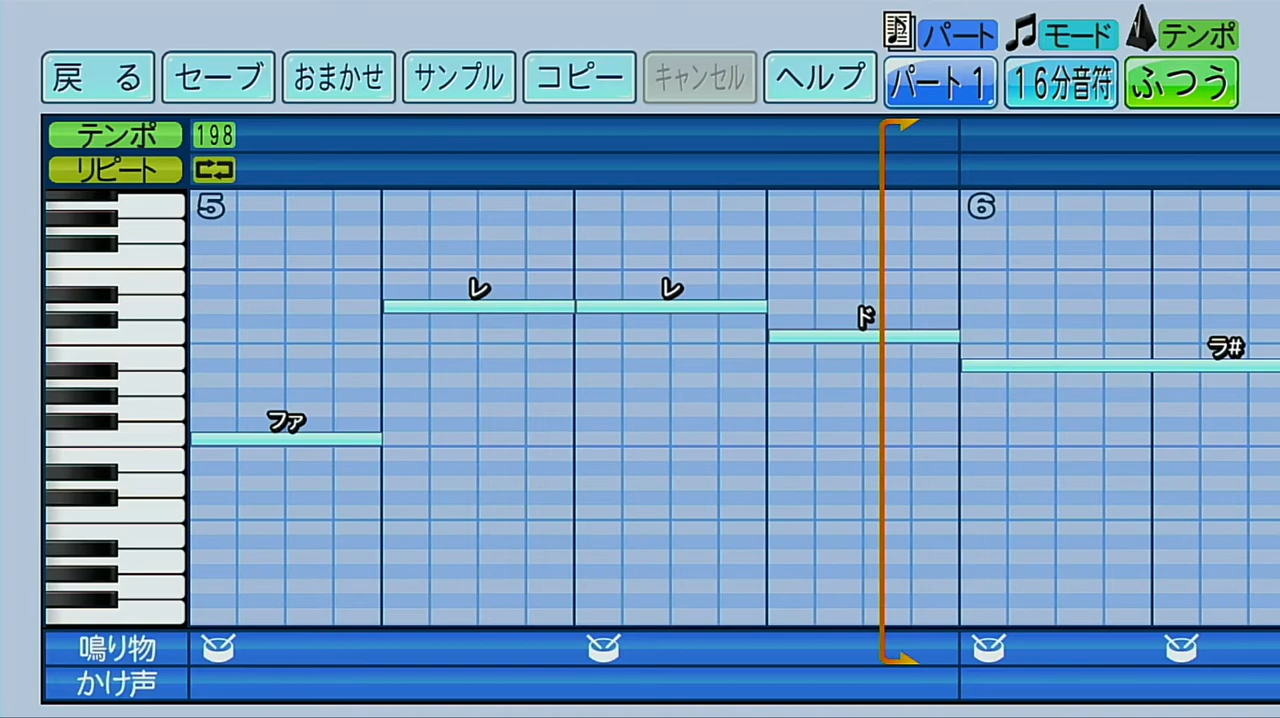 パート モード テンポ
戻 る セーブ おまかせ サンプル コピー キャンセル ヘルプ パート1 16分音符 ふつう
テンポ 198
リピート
5 6
レ レ
ド
ラ#
ファ
鳴り物
かけ声